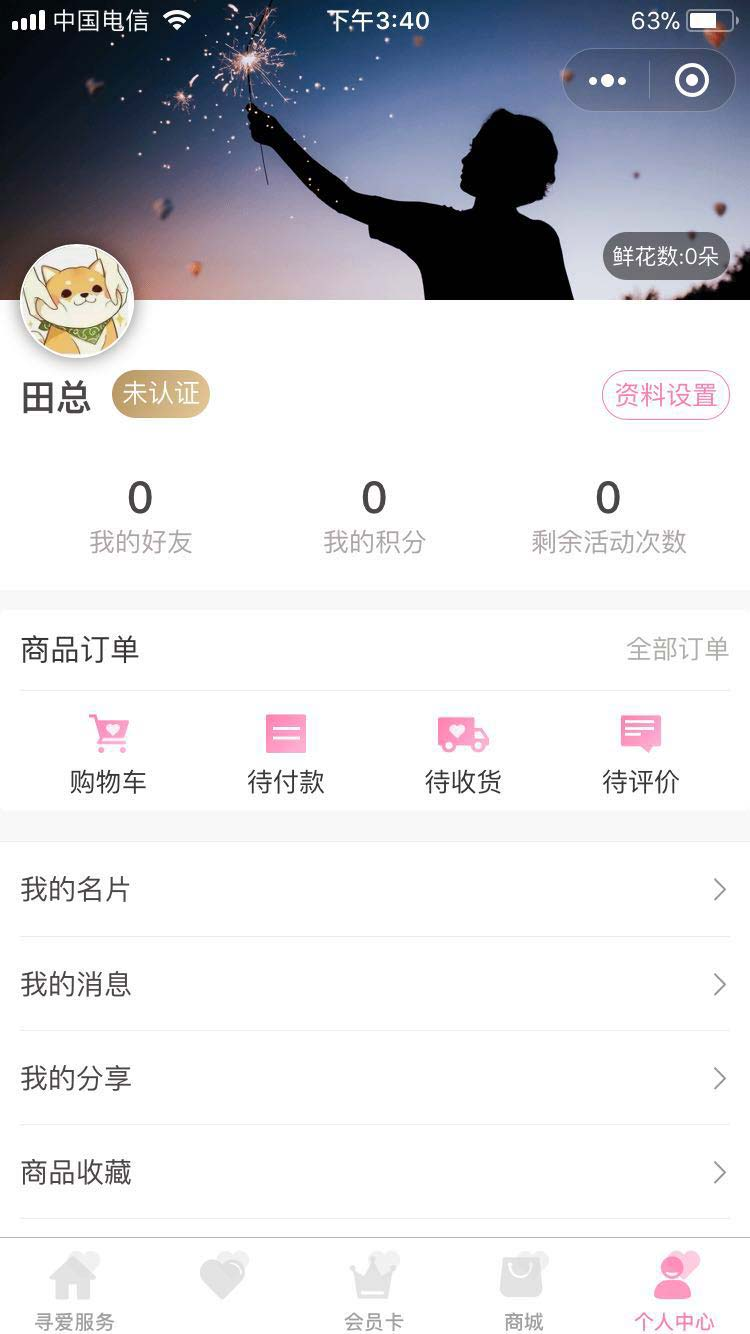 中国电信 下午3:40 63%
鲜花数:0朵
田总 未认证 资料设置
0 0 0
我的好友 我的积分 剩余活动次数
商品订单 全部订单
购物车 待付款 待收货 待评价
我的名片
我的消息
我的分享
商品收藏
寻爱服务 会员卡 商城 个人中心